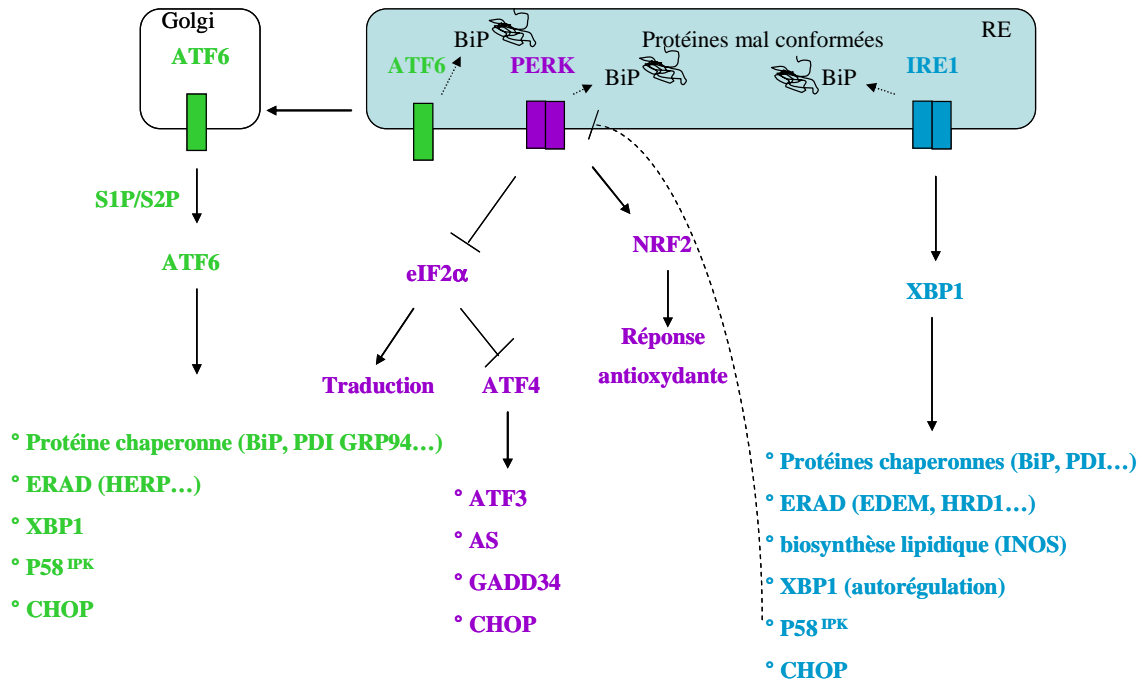 Golgi
ATF6
S1P/S2P
ATF6
° Protéine chaperonne (BiP, PDI GRP94…)
° ERAD (HERP…)
° XBP1
° P58 IPK
° CHOP
RE
BiP
Protéines mal conformées
ATF6
PERK
BiP
BiP
IRE1
eIF2α
NRF2
Traduction
ATF4
Réponse
antioxydante
° ATF3
° AS
° GADD34
° CHOP
XBP1
° Protéines chaperonnes (BiP, PDI…)
° ERAD (EDEM, HRD1…)
° biosynthèse lipidique (INOS)
° XBP1 (autorégulation)
° P58 IPK
° CHOP